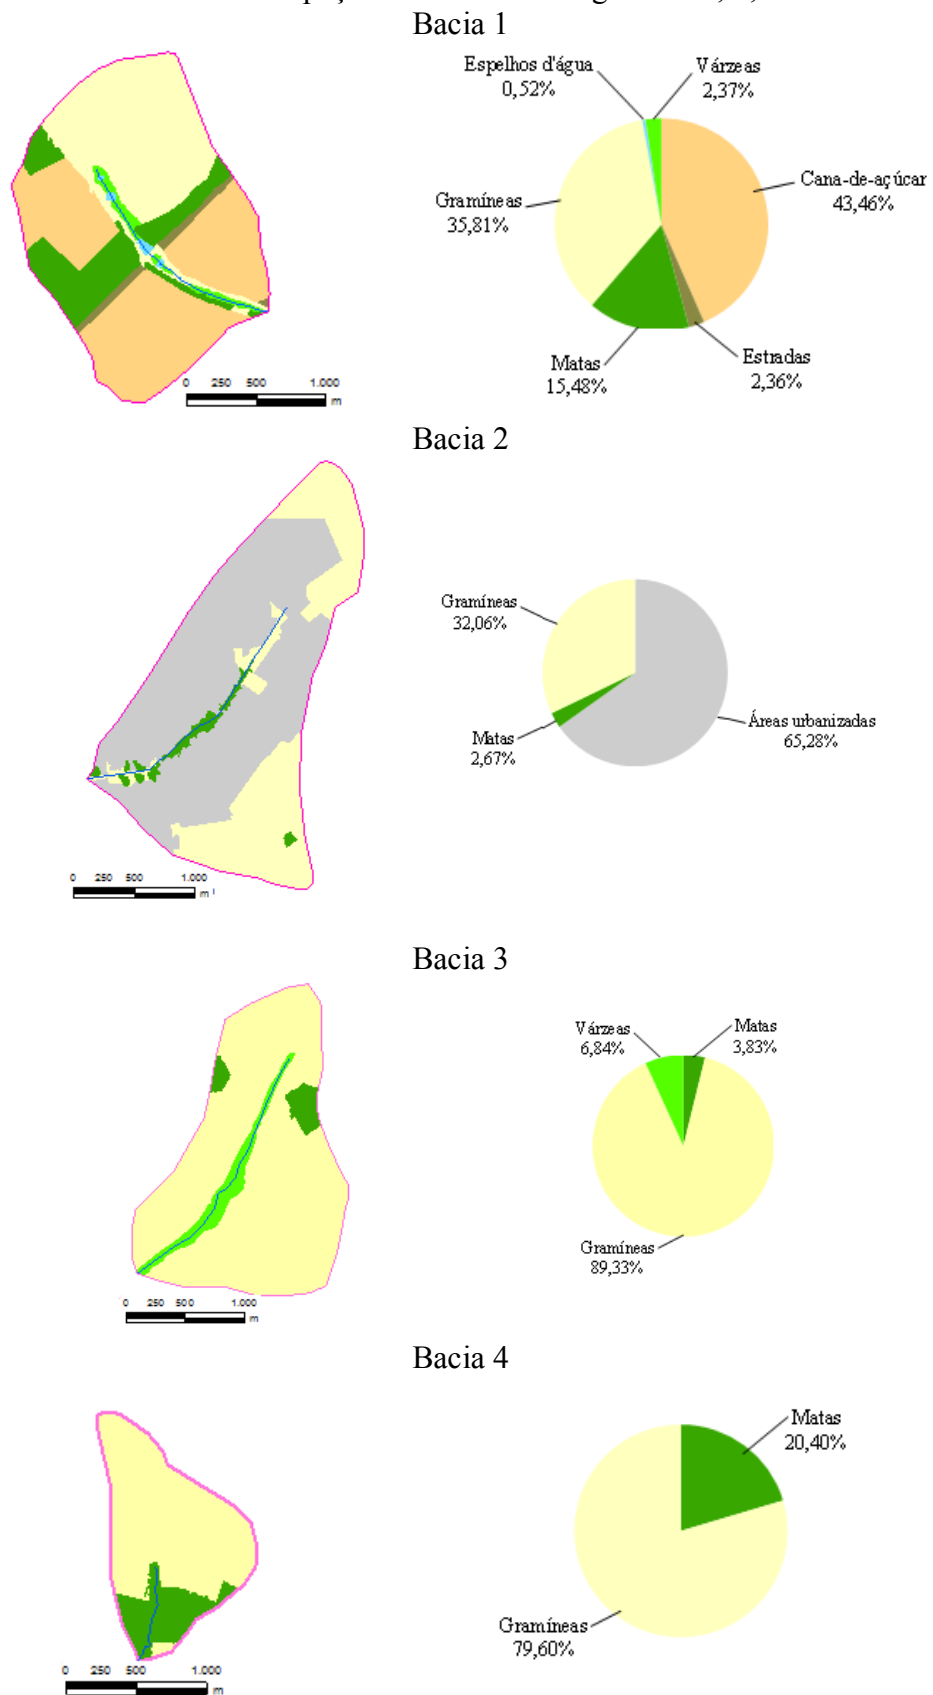 Bacia 1
Espelhos d'água
0,52%
Várzeas
2,37%
Cana-de-açúcar
43,46%
Gramíneas
35,81%
Matas
15,48%
Estradas
2,36%
0 250 500 1.000
m
Bacia 2
Gramíneas
32,06%
Matas
2,67%
Áreas urbanizadas
65,28%
0 250 500 1.000
m
Bacia 3
Várzeas
6,84%
Matas
3,83%
Gramíneas
89,33%
0 250 500 1.000
m
Bacia 4
Matas
20,40%
Gramíneas
79,60%
0 250 500 1.000
m